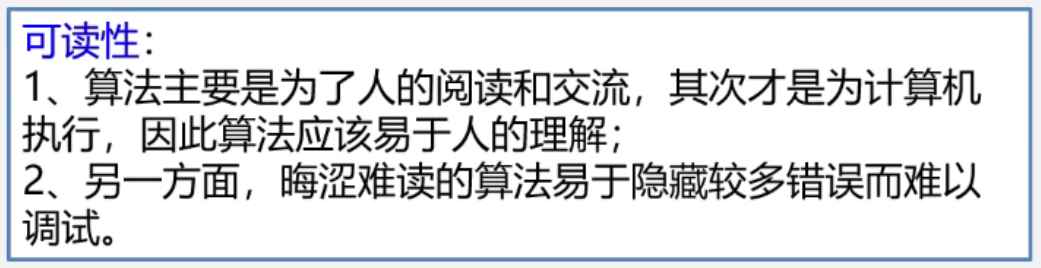 可读性：
1、算法主要是为了人的阅读和交流，其次才是为计算机
执行，因此算法应该易于人的理解；
2、另一方面，晦涩难读的算法易于隐藏较多错误而难以
调试。